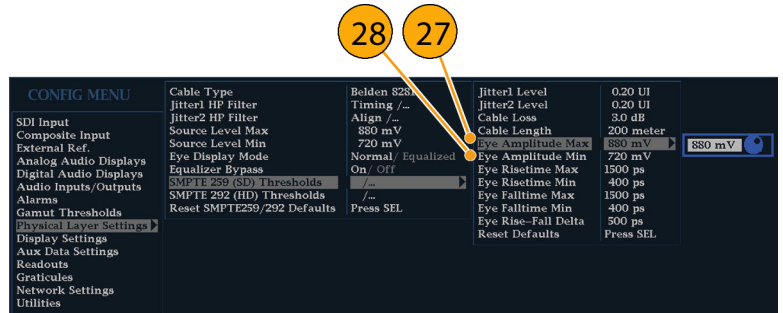 28
27
CONFIG MENU
SDI Input
Composite Input
External Ref.
Analog Audio Displays
Digital Audio Displays
Audio Inputs/Outputs
Alarms
Gamut Thresholds
Physical Layer Settings
Display Settings
Aux Data Settings
Readouts
Graticules
Network Settings
Utilities
Cable Type Belden 8281
Jitter1 HP Filter Timing /...
Jitter2 HP Filter Align /...
Source Level Max 880 mV
Source Level Min 720 mV
Eye Display Mode Normal/ Equalized
Equalizer Bypass On/ Off
SMPTE 259 (SD) Thresholds /...
SMPTE 292 (HD) Thresholds /...
Reset SMPTE259/292 Defaults Press SEL
Jitter1 Level 0.20 UI
Jitter2 Level 0.20 UI
Cable Loss 3.0 dB
Cable Length 200 meter
Eye Amplitude Max 880 mV
Eye Amplitude Min 720 mV
Eye Risetime Max 1500 ps
Eye Risetime Min 400 ps
Eye Falltime Max 1500 ps
Eye Falltime Min 400 ps
Eye Rise–Fall Delta 500 ps
Reset Defaults Press SEL
880 mV